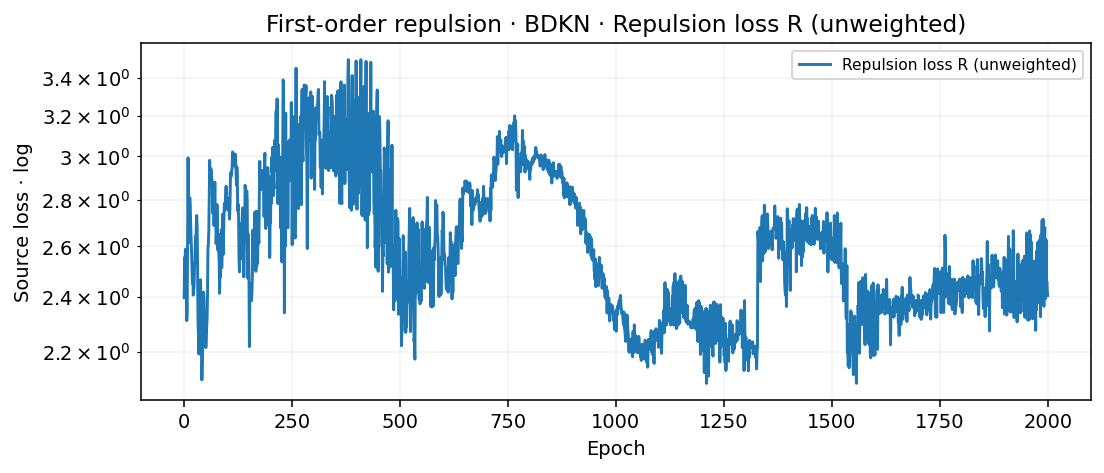 First-order repulsion · BDKN · Repulsion loss R (unweighted)
Repulsion loss R (unweighted)
Source loss · log
3.4 × 10⁰
3.2 × 10⁰
3 × 10⁰
2.8 × 10⁰
2.6 × 10⁰
2.4 × 10⁰
2.2 × 10⁰
0 250 500 750 1000 1250 1500 1750 2000
Epoch